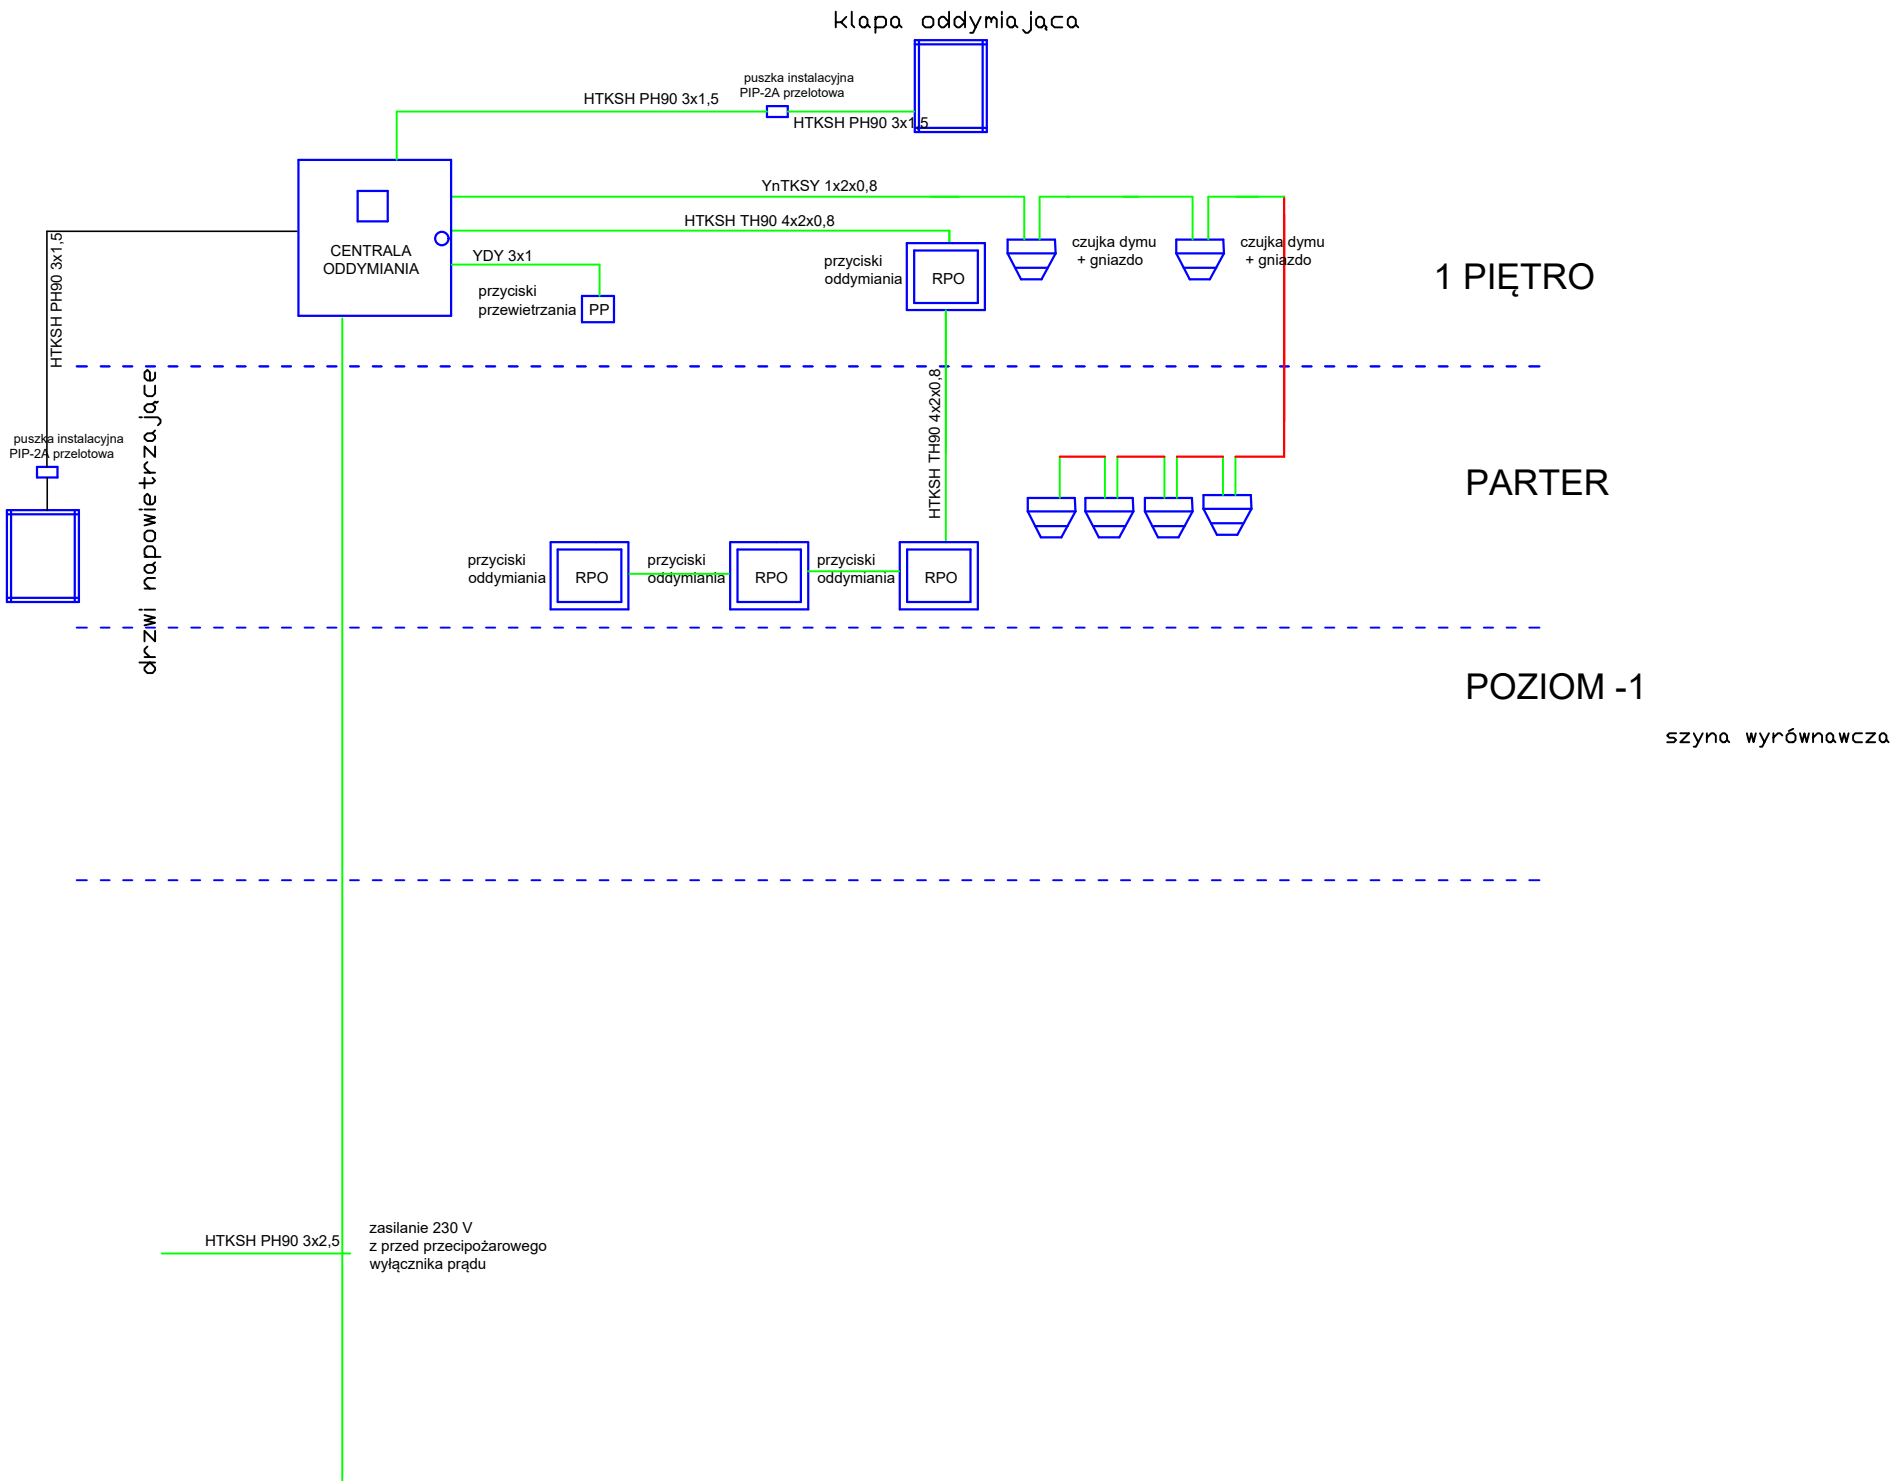 klapa oddymiająca
puszka instalacyjna
PIP-2A przelotowa
HTKSH PH90 3x1,5
HTKSH PH90 3x1,5
YnTKSY 1x2x0,8
HTKSH TH90 4x2x0,8
YDY 3x1
CENTRALA
ODDYMIANIA
przyciski
przewietrzania
PP
przyciski
oddymiania
RPO
czujka dymu
+ gniazdo
czujka dymu
+ gniazdo
1 PIĘTRO
HTKSH PH90 3x1,5
drzwi napowietrzające
puszka instalacyjna
PIP-2A przelotowa
HTKSH TH90 4x2x0,8
PARTER
przyciski
oddymiania
RPO
przyciski
oddymiania
RPO
przyciski
oddymiania
RPO
POZIOM -1
szyna wyrównawcza
HTKSH PH90 3x2,5
zasilanie 230 V
z przed przecipożarowego
wyłącznika prądu